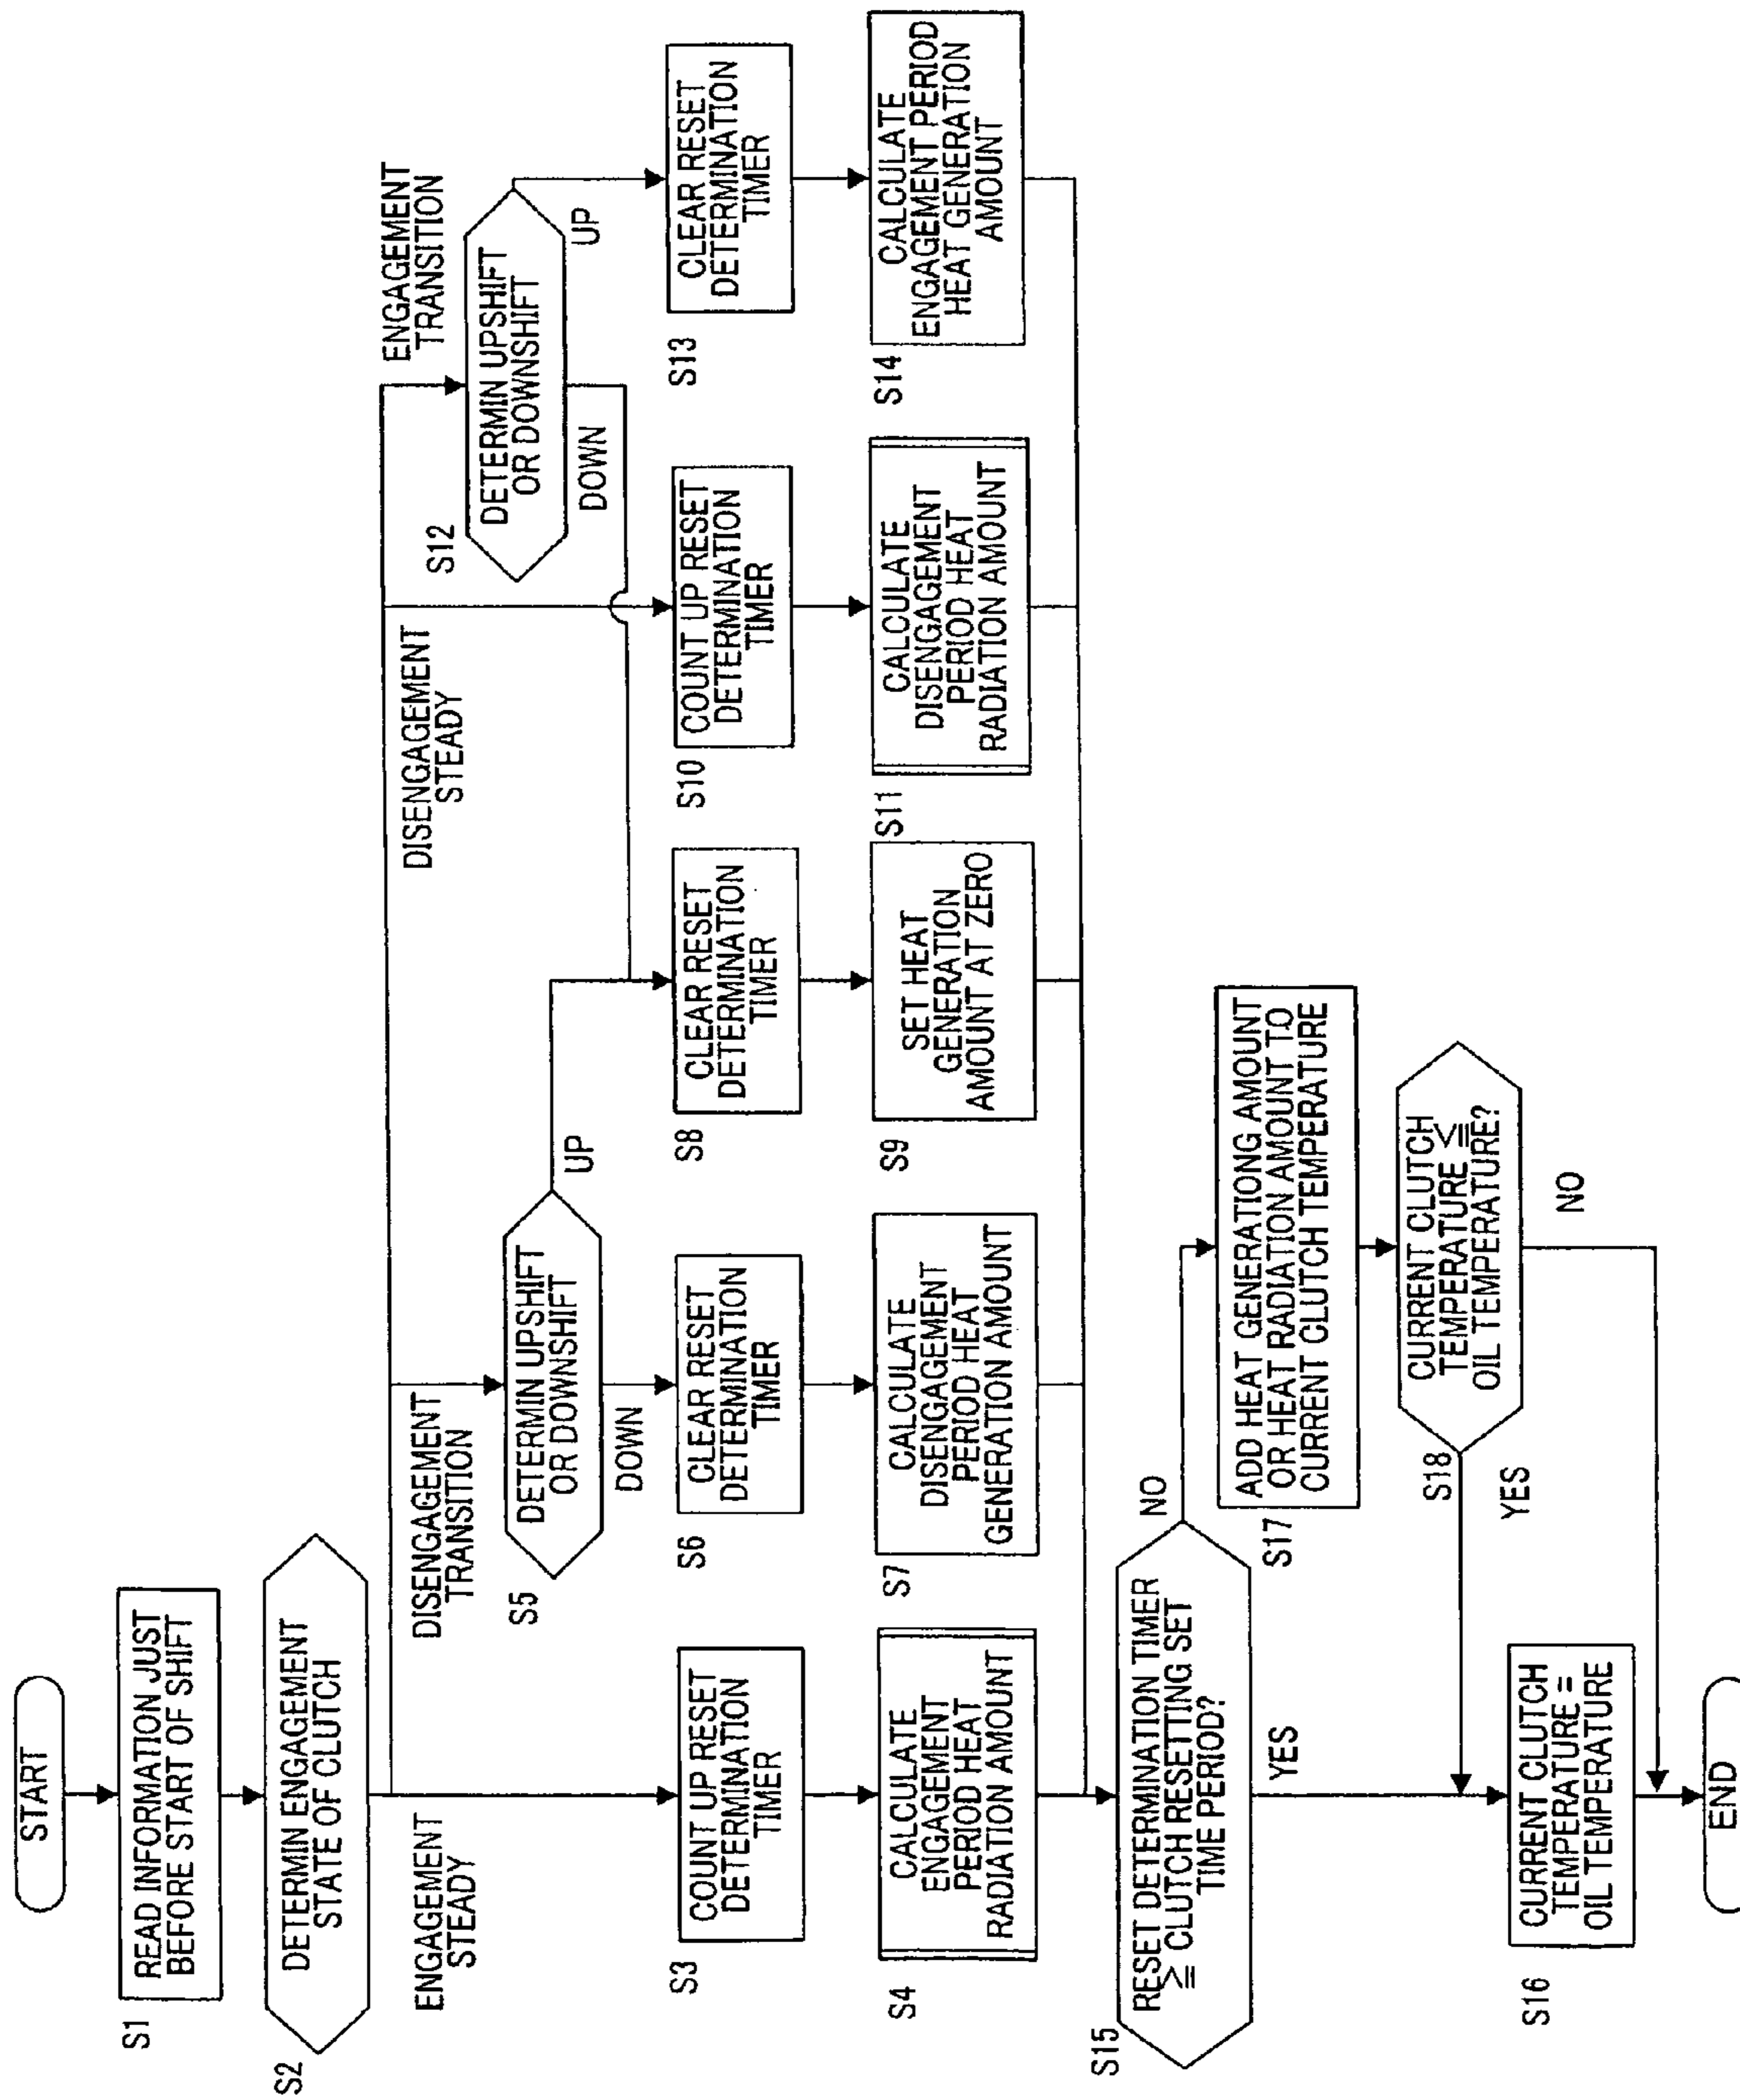 START
S1
READ INFORMATION JUST
BEFORE START OF SHIFT
S2
DETERMIN ENGAGEMENT
STATE OF CLUTCH
ENGAGEMENT
STEADY
DISENGAGEMENT
TRANSITION
DISENGAGEMENT
STEADY
ENGAGEMENT
TRANSITION
S5
DETERMIN UPSHIFT
OR DOWNSHIFT
DOWN
UP
S12
DETERMIN UPSHIFT
OR DOWNSHIFT
DOWN
UP
S3
COUNT UP RESET
DETERMINATION
TIMER
S6
CLEAR RESET
DETERMINATION
TIMER
S8
CLEAR RESET
DETERMINATION
TIMER
S10
COUNT UP RESET
DETERMINATION
TIMER
S13
CLEAR RESET
DETERMINATION
TIMER
S4
CALCULATE
ENGAGEMENT
PERIOD HEAT
RADIATION AMOUNT
S7
CALCULATE
DISENGAGEMENT
PERIOD HEAT
GENERATION AMOUNT
S9
SET HEAT
GENERATION
AMOUNT AT ZERO
S11
CALCULATE
DISENGAGEMENT
PERIOD HEAT
RADIATION AMOUNT
S14
CALCULATE
ENGAGEMENT PERIOD
HEAT GENERATION
AMOUNT
S15
RESET DETERMINATION TIMER
≧ CLUTCH RESETTING SET
TIME PERIOD?
YES
NO
S17
ADD HEAT GENERATIONG AMOUNT
OR HEAT RADIATION AMOUNT TO
CURRENT CLUTCH TEMPERATURE
S18
CURRENT CLUTCH
TEMPERATURE ≦
OIL TEMPERATURE?
YES
NO
S16
CURRENT CLUTCH
TEMPERATURE =
OIL TEMPERATURE
END